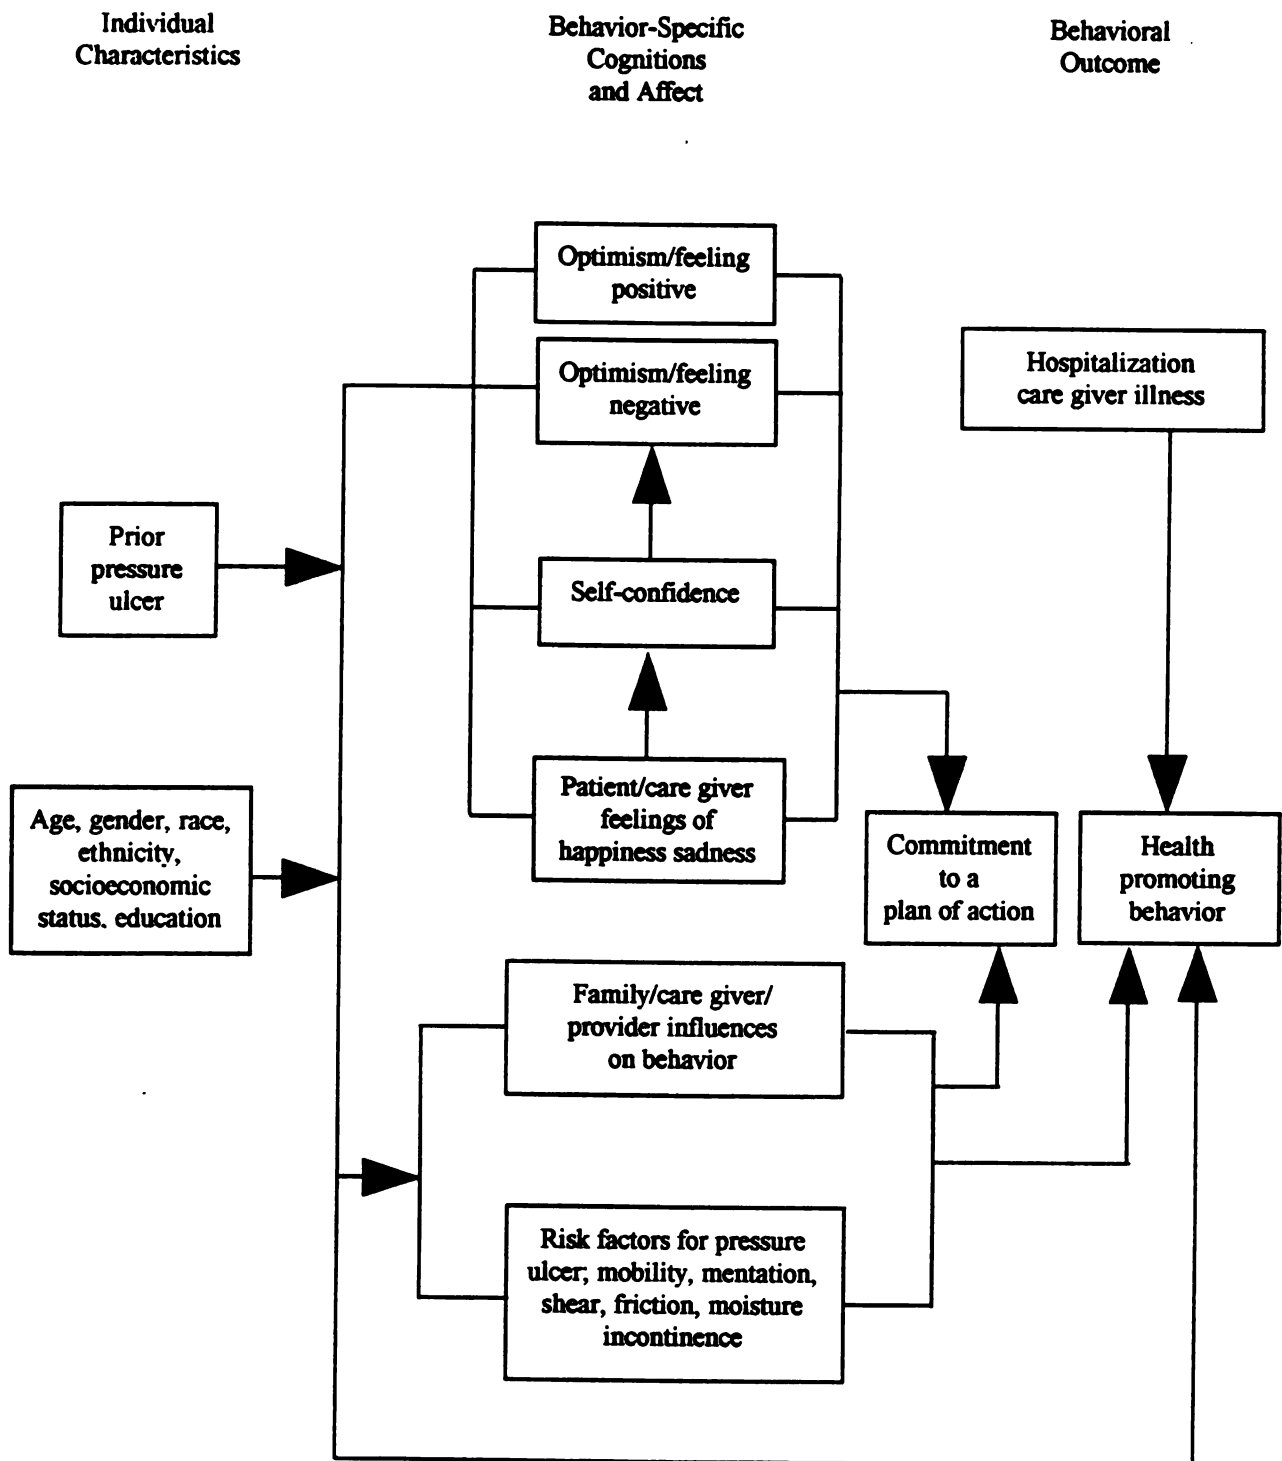 Individual
Characteristics
Behavior-Specific
Cognitions
and Affect
Behavioral
Outcome
Optimism/feeling
positive
Optimism/feeling
negative
Hospitalization
care giver illness
Prior
pressure
ulcer
Self-confidence
Patient/care giver
feelings of
happiness sadness
Age, gender, race,
ethnicity,
socioeconomic
status. education
Commitment
to a
plan of action
Health
promoting
behavior
Family/care giver/
provider influences
on behavior
Risk factors for pressure
ulcer; mobility, mentation,
shear, friction, moisture
incontinence